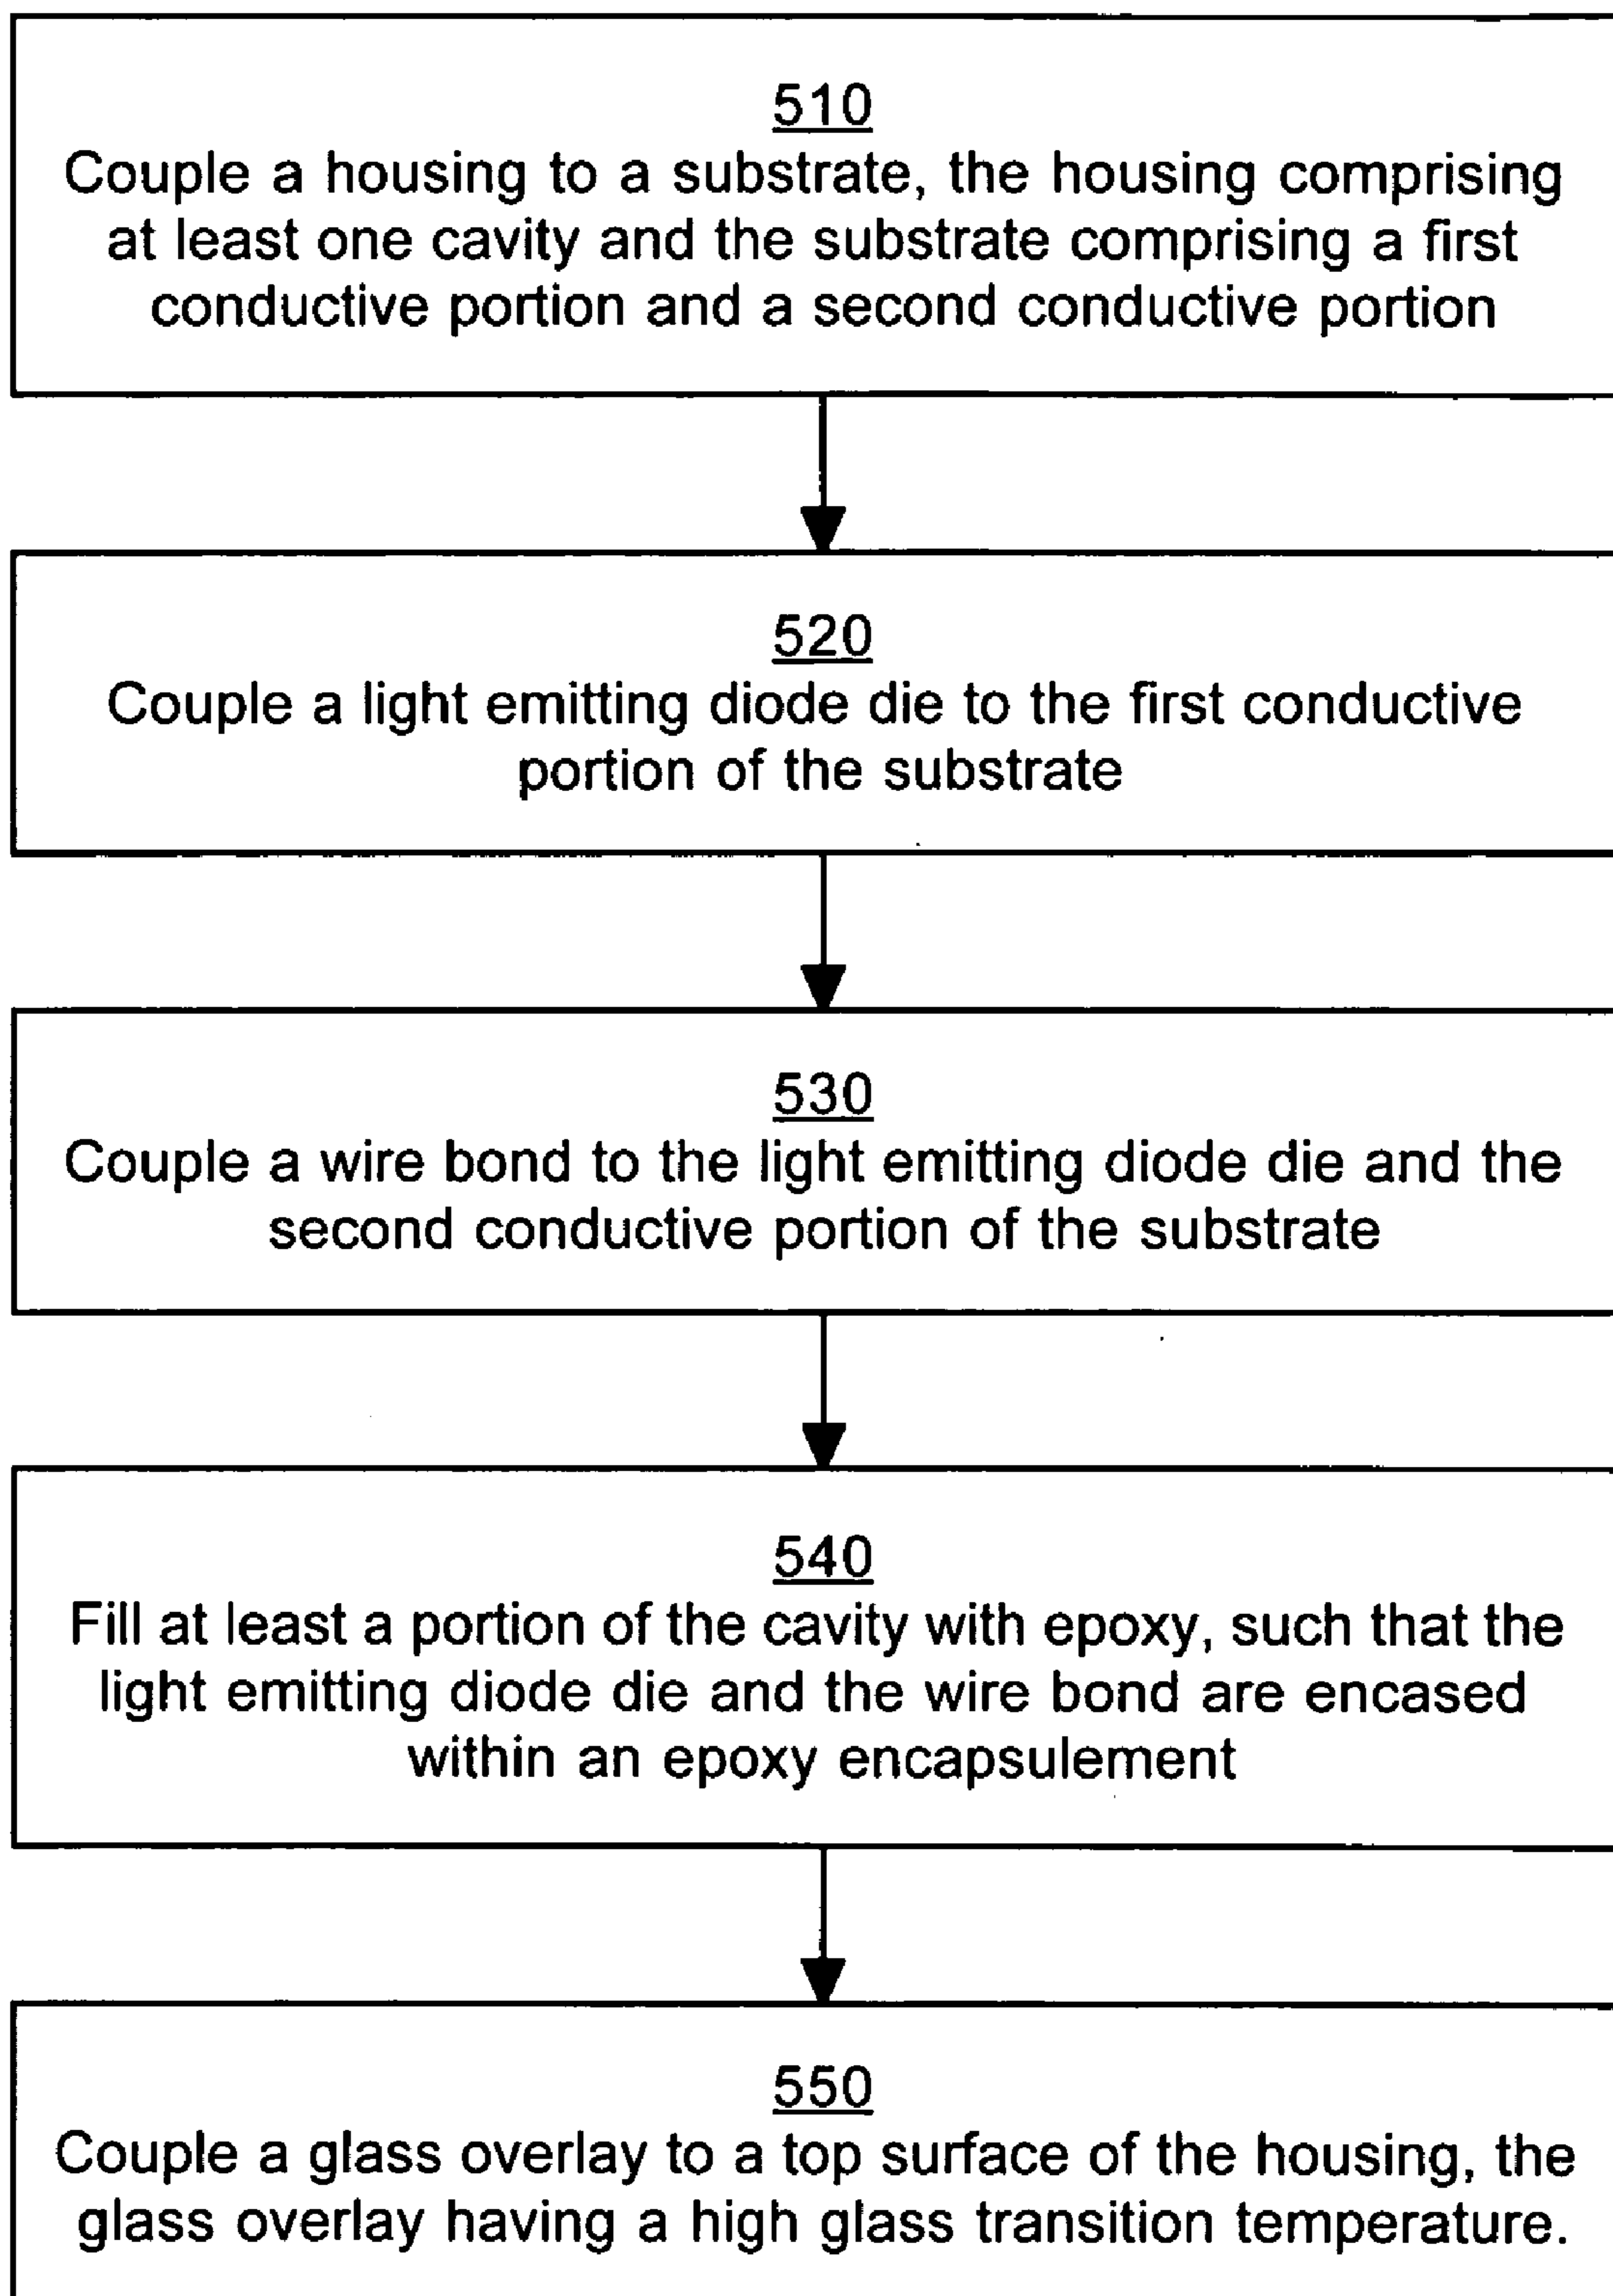 510
Couple a housing to a substrate, the housing comprising
at least one cavity and the substrate comprising a first
conductive portion and a second conductive portion
520
Couple a light emitting diode die to the first conductive
portion of the substrate
530
Couple a wire bond to the light emitting diode die and the
second conductive portion of the substrate
540
Fill at least a portion of the cavity with epoxy, such that the
light emitting diode die and the wire bond are encased
within an epoxy encapsulement
550
Couple a glass overlay to a top surface of the housing, the
glass overlay having a high glass transition temperature.